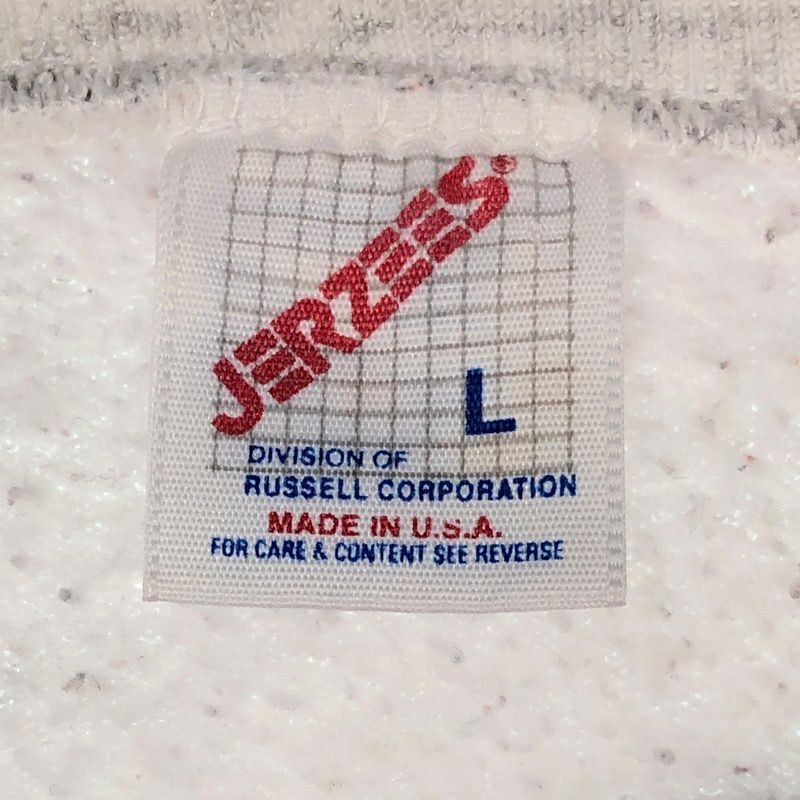 JERZEES®
L
DIVISION OF
RUSSELL CORPORATION
MADE IN U.S.A.
FOR CARE & CONTENT SEE REVERSE